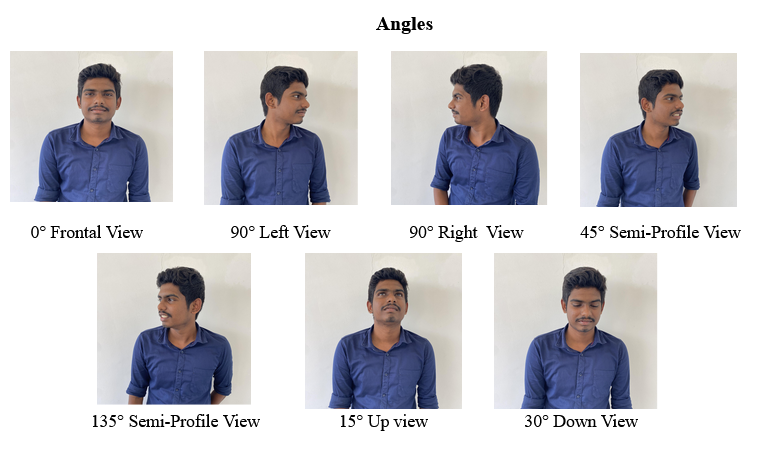 Angles
0° Frontal View
90° Left View
90° Right View
45° Semi-Profile View
135° Semi-Profile View
15° Up view
30° Down View